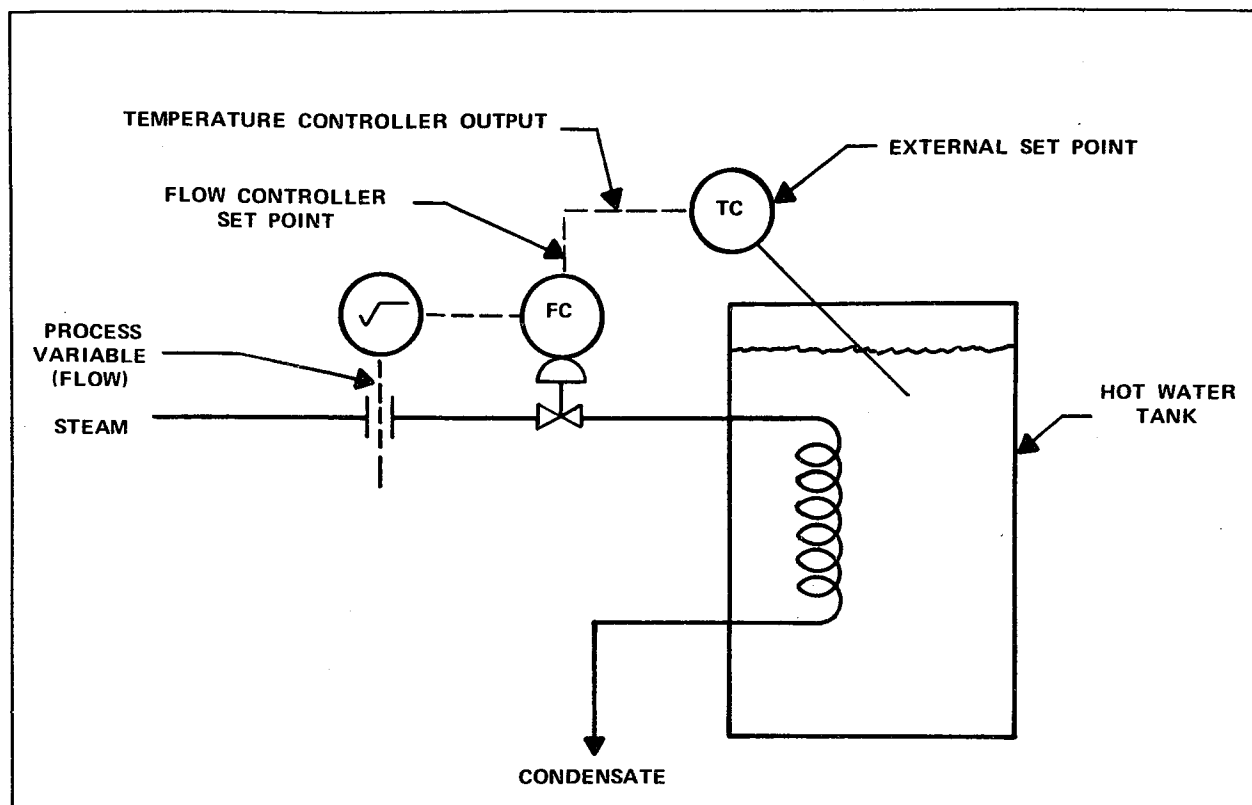 TEMPERATURE CONTROLLER OUTPUT
EXTERNAL SET POINT
FLOW CONTROLLER
SET POINT
TC
FC
√
PROCESS
VARIABLE
(FLOW)
STEAM
HOT WATER
TANK
CONDENSATE